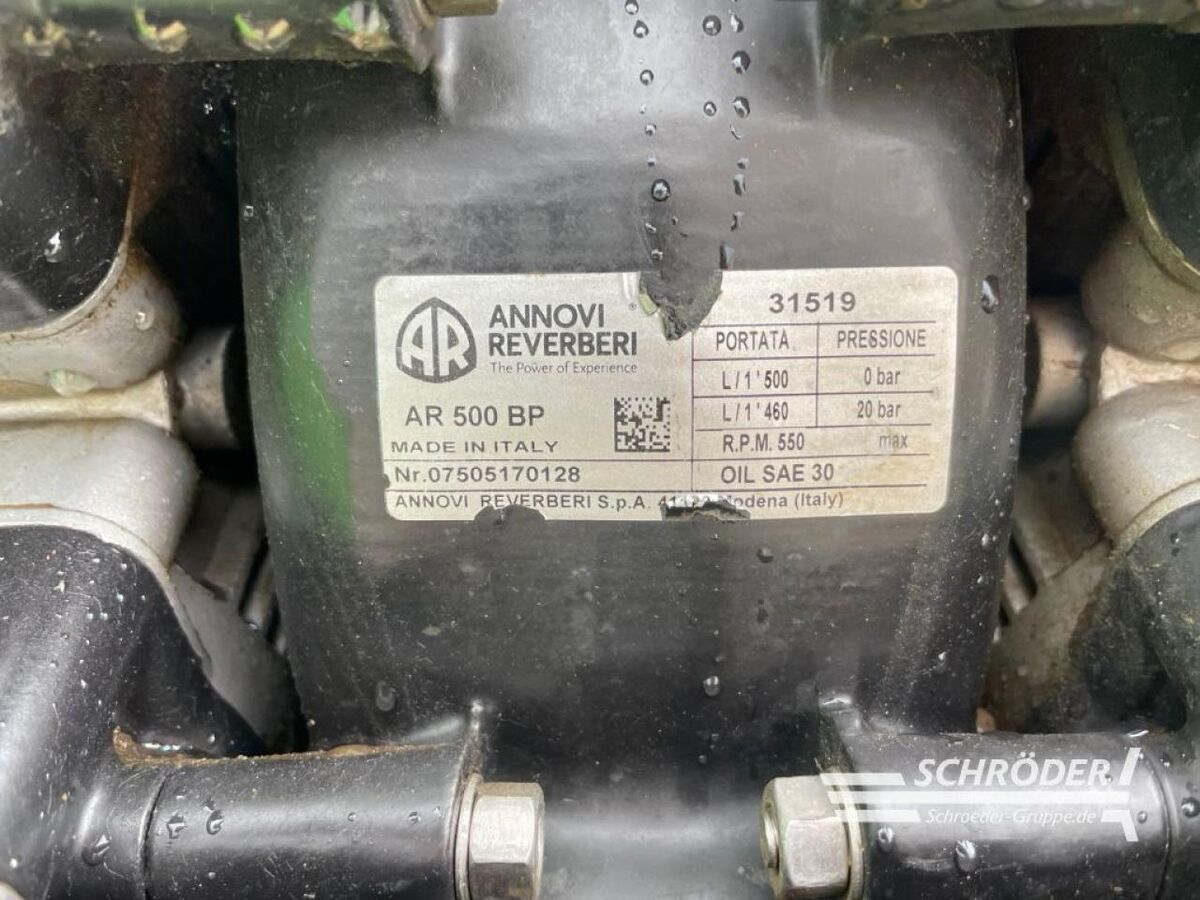 AR
ANNOVI
REVERBERI
®
The Power of Experience
AR 500 BP
MADE IN ITALY
Nr.07505170128
31519
PORTATA PRESSIONE
L/1'500 0 bar
L/1'460 20 bar
R.P.M. 550 max
OIL SAE 30
ANNOVI REVERBERI S.p.A. Modena (Italy)
SCHRÖDER
Schroeder-Gruppe.de